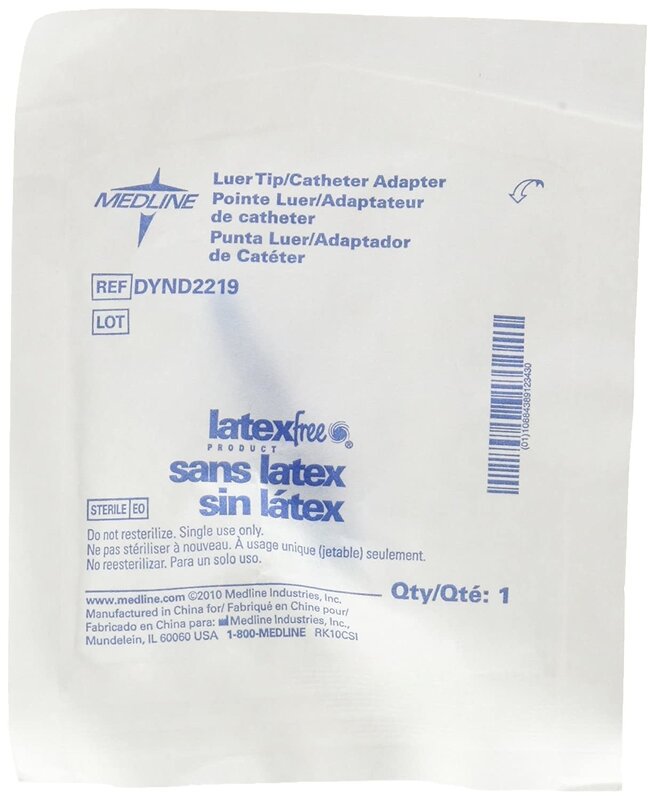 MEDLINE
Luer Tip/Catheter Adapter
Pointe Luer/Adaptateur
de catheter
Punta Luer/Adaptador
de Catéter
REF DYND2219
LOT
latexfree ®
PRODUCT
sans latex
sin látex
STERILE EO
Do not resterilize. Single use only.
Ne pas stériliser à nouveau. À usage unique (jetable) seulement.
No reesterilizar. Para un solo uso.
www.medline.com ©2010 Medline Industries, Inc.
Manufactured in China for/ Fabriqué en Chine pour/
Fabricado en China para: Medline Industries, Inc.,
Mundelein, IL 60060 USA 1-800-MEDLINE RK10CSI
Qty/Qté: 1
(01)10884389123430